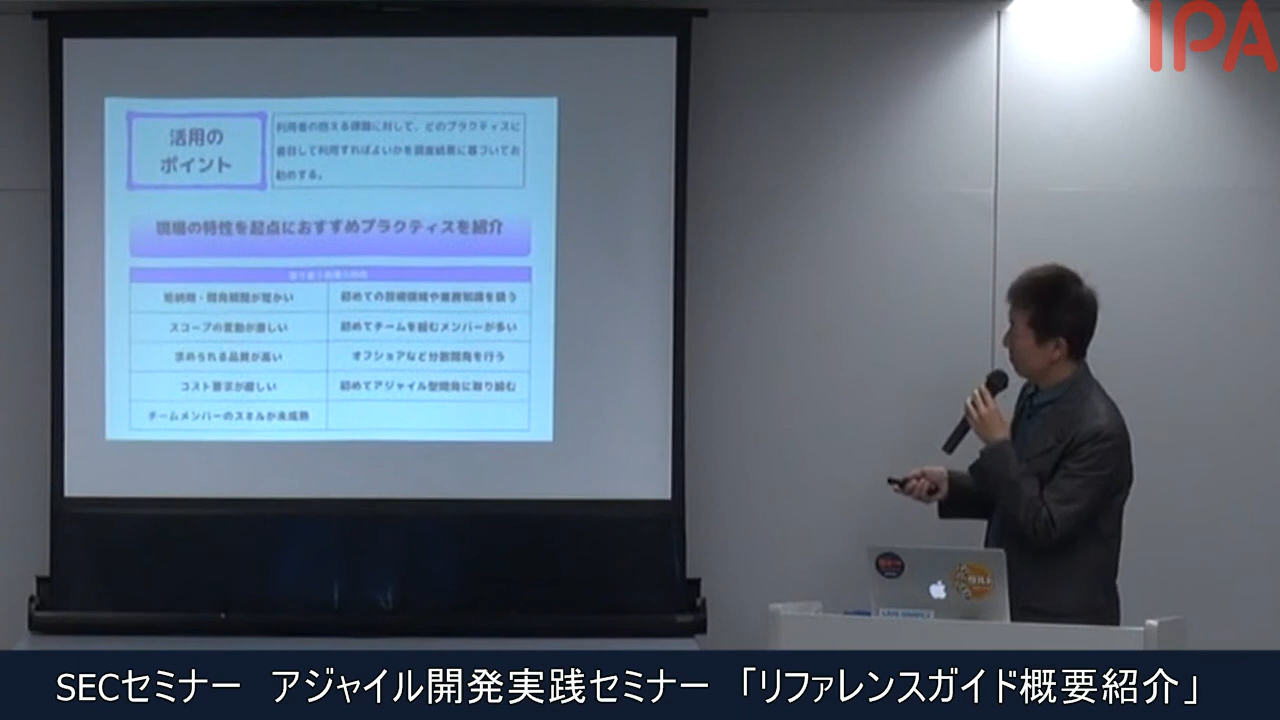 IPA
活用の
ポイント
利用者の抱える課題に対して、どのプラクティスに
着目して利用すればよいかを調査結果に基づいてお
勧めする。
現場の特性を起点におすすめプラクティスを紹介
短納期・開発期間が短かい
初めての技術領域や業務知識を扱う
スコープの変動が激しい
初めてチームを組むメンバーが多い
求められる品質が高い
オフショアなど分散開発を行う
コスト要求が厳しい
初めてアジャイル型開発に取り組む
チームメンバーのスキルが未成熟
SECセミナー　アジャイル開発実践セミナー　「リファレンスガイド概要紹介」